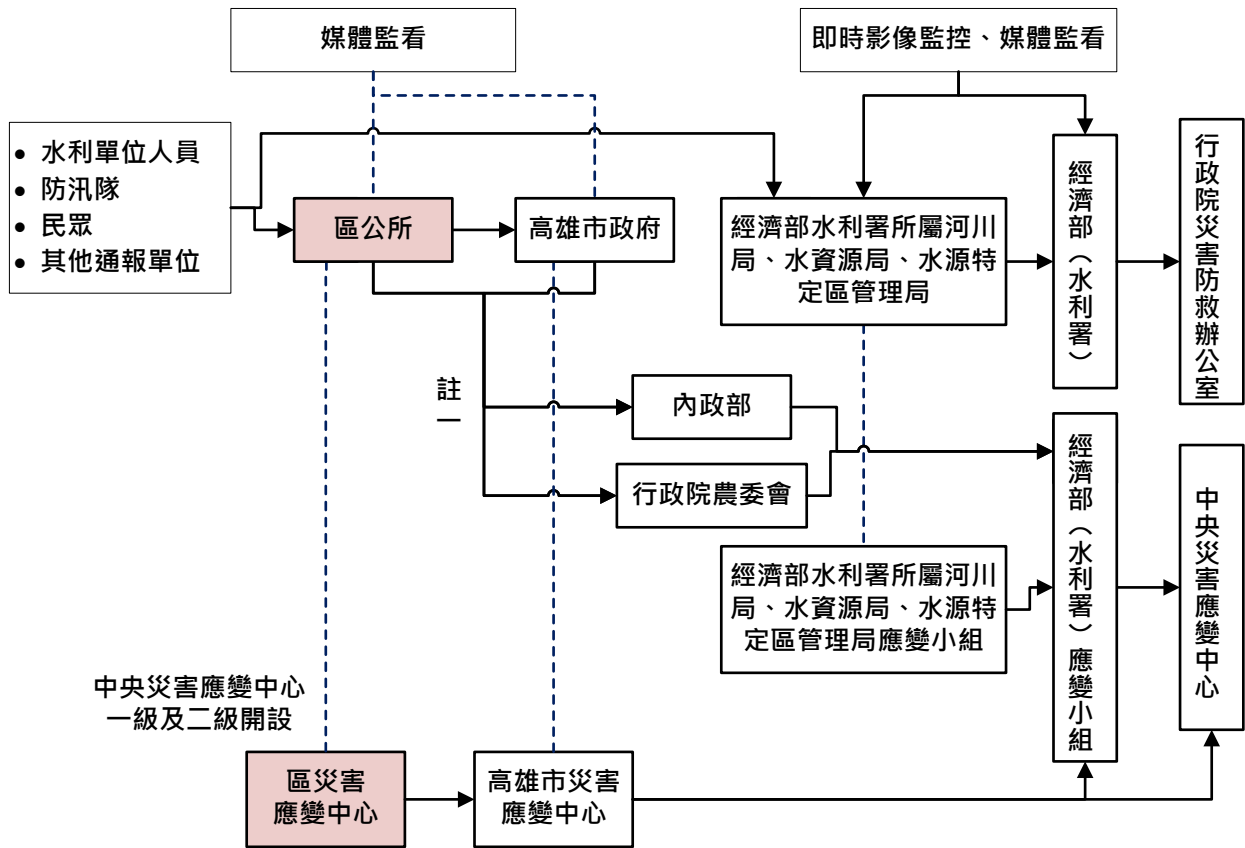 媒體監看
即時影像監控、媒體監看
• 水利單位人員
• 防汛隊
• 民眾
• 其他通報單位
區公所
高雄市政府
經濟部水利署所屬河川
局、水資源局、水源特
定區管理局
經濟部（水利署）
行政院災害防救辦公室
註一
內政部
行政院農委會
經濟部水利署所屬河川
局、水資源局、水源特
定區管理局應變小組
經濟部（水利署）應變小組
中央災害應變中心
中央災害應變中心
一級及二級開設
區災害
應變中心
高雄市災害
應變中心